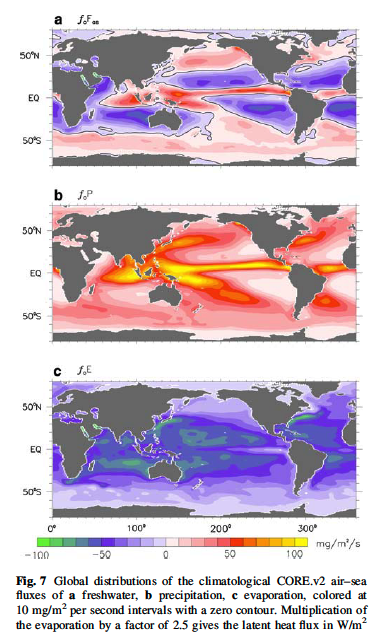 a foFas
50°N
EQ
50°S
b foP
50°N
EQ
50°S
c foE
50°N
EQ
50°S
0° 100° 200° 300°
mg/m²/s
-100 -50 0 50 100
Fig. 7 Global distributions of the climatological CORE.v2 air–sea
fluxes of a freshwater, b precipitation, c evaporation, colored at
10 mg/m² per second intervals with a zero contour. Multiplication of
the evaporation by a factor of 2.5 gives the latent heat flux in W/m²